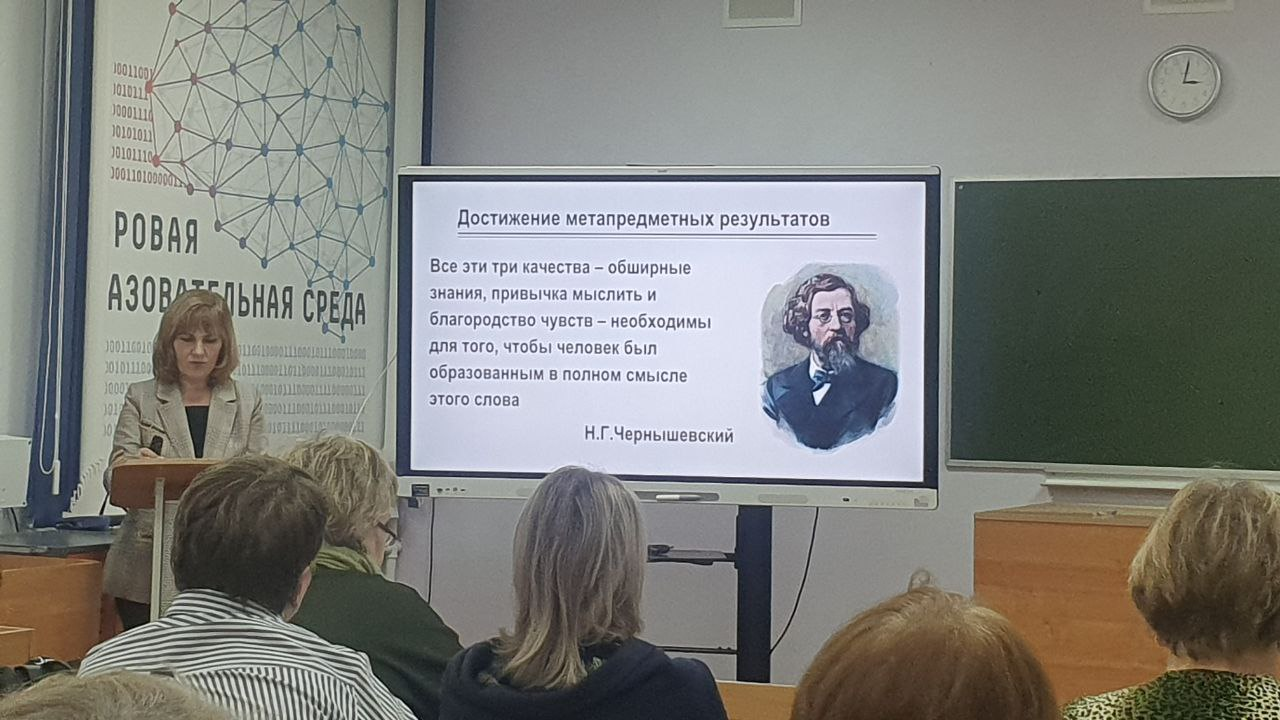 РОВАЯ
АЗОВАТЕЛЬНАЯ СРЕДА
Достижение метапредметных результатов
Все эти три качества – обширные
знания, привычка мыслить и
благородство чувств – необходимы
для того, чтобы человек был
образованным в полном смысле
этого слова
Н.Г.Чернышевский